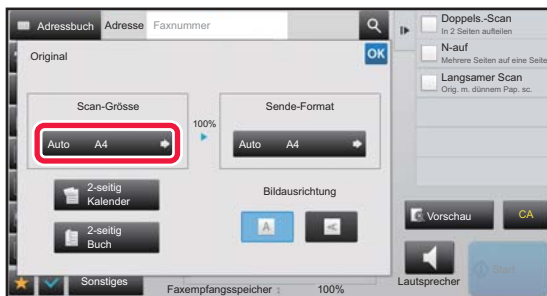 Adressbuch Adresse Faxnummer
Original
OK
Scan-Grösse
Auto A4
100%
Sende-Format
Auto A4
2-seitig
Kalender
2-seitig
Buch
Bildausrichtung
A
A
Sonstiges
Faxempfangsspeicher : 100%
Doppels.-Scan
In 2 Seiten aufteilen
N-auf
Mehrere Seiten auf eine Seite
Langsamer Scan
Orig. m. dünnem Pap. sc.
Vorschau
CA
Lautsprecher
Start